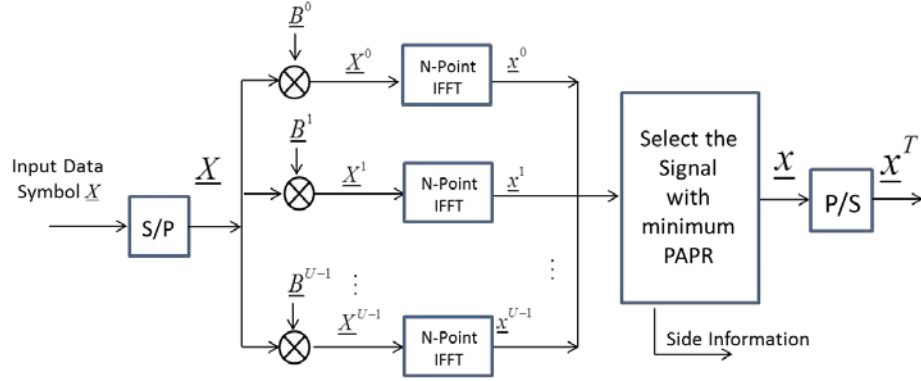 Input Data
Symbol X
S/P
X
B^0
X^0
N-Point
IFFT
x^0
B^1
X^1
N-Point
IFFT
x^1
B^{U-1}
X^{U-1}
N-Point
IFFT
x^{U-1}
Select the
Signal
with
minimum
PAPR
Side Information
x
P/S
x^T